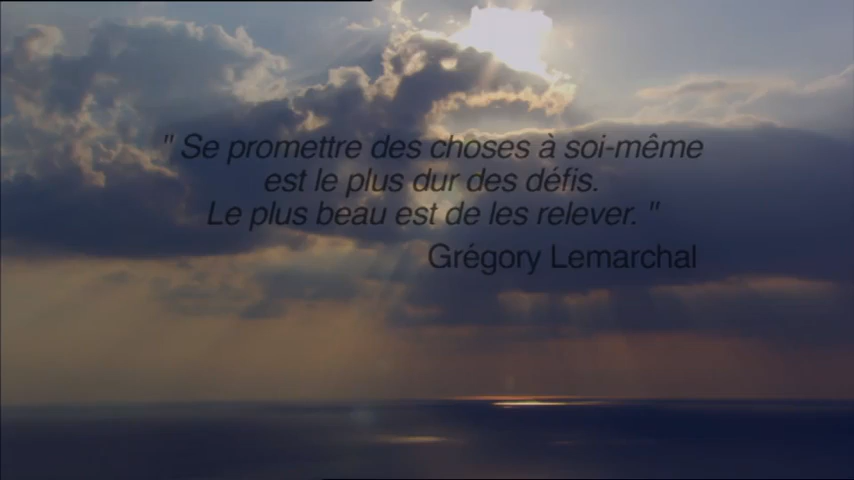 " Se promettre des choses à soi-même
est le plus dur des défis.
Le plus beau est de les relever. "
Grégory Lemarchal